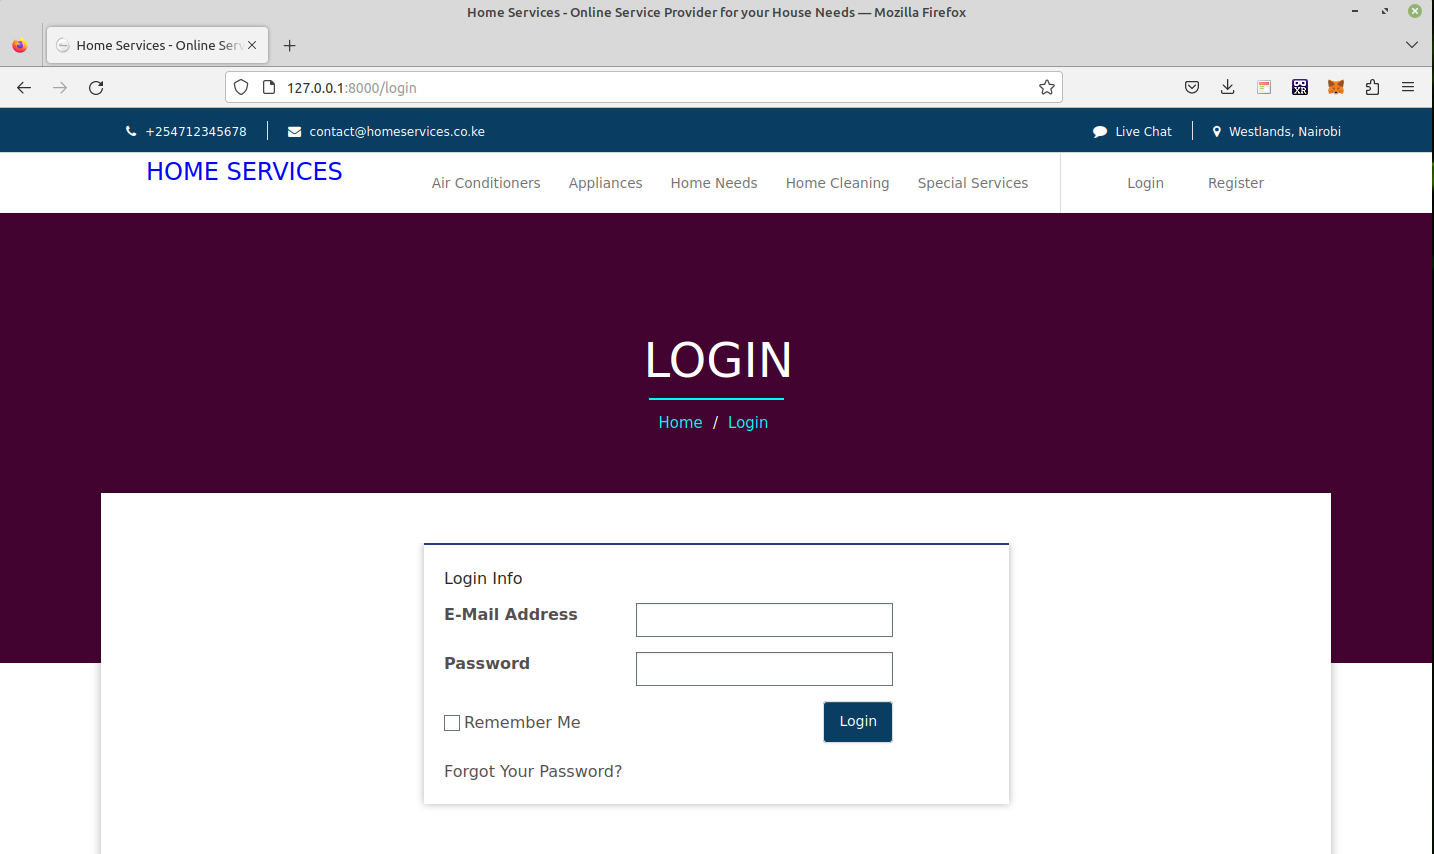 Home Services - Online Service Provider for your House Needs — Mozilla Firefox
Home Services - Online Serv
127.0.0.1:8000/login
XR
+254712345678 contact@homeservices.co.ke Live Chat Westlands, Nairobi
HOME SERVICES Air Conditioners Appliances Home Needs Home Cleaning Special Services Login Register
LOGIN
Home / Login
Login Info
E-Mail Address
Password
Remember Me Login
Forgot Your Password?